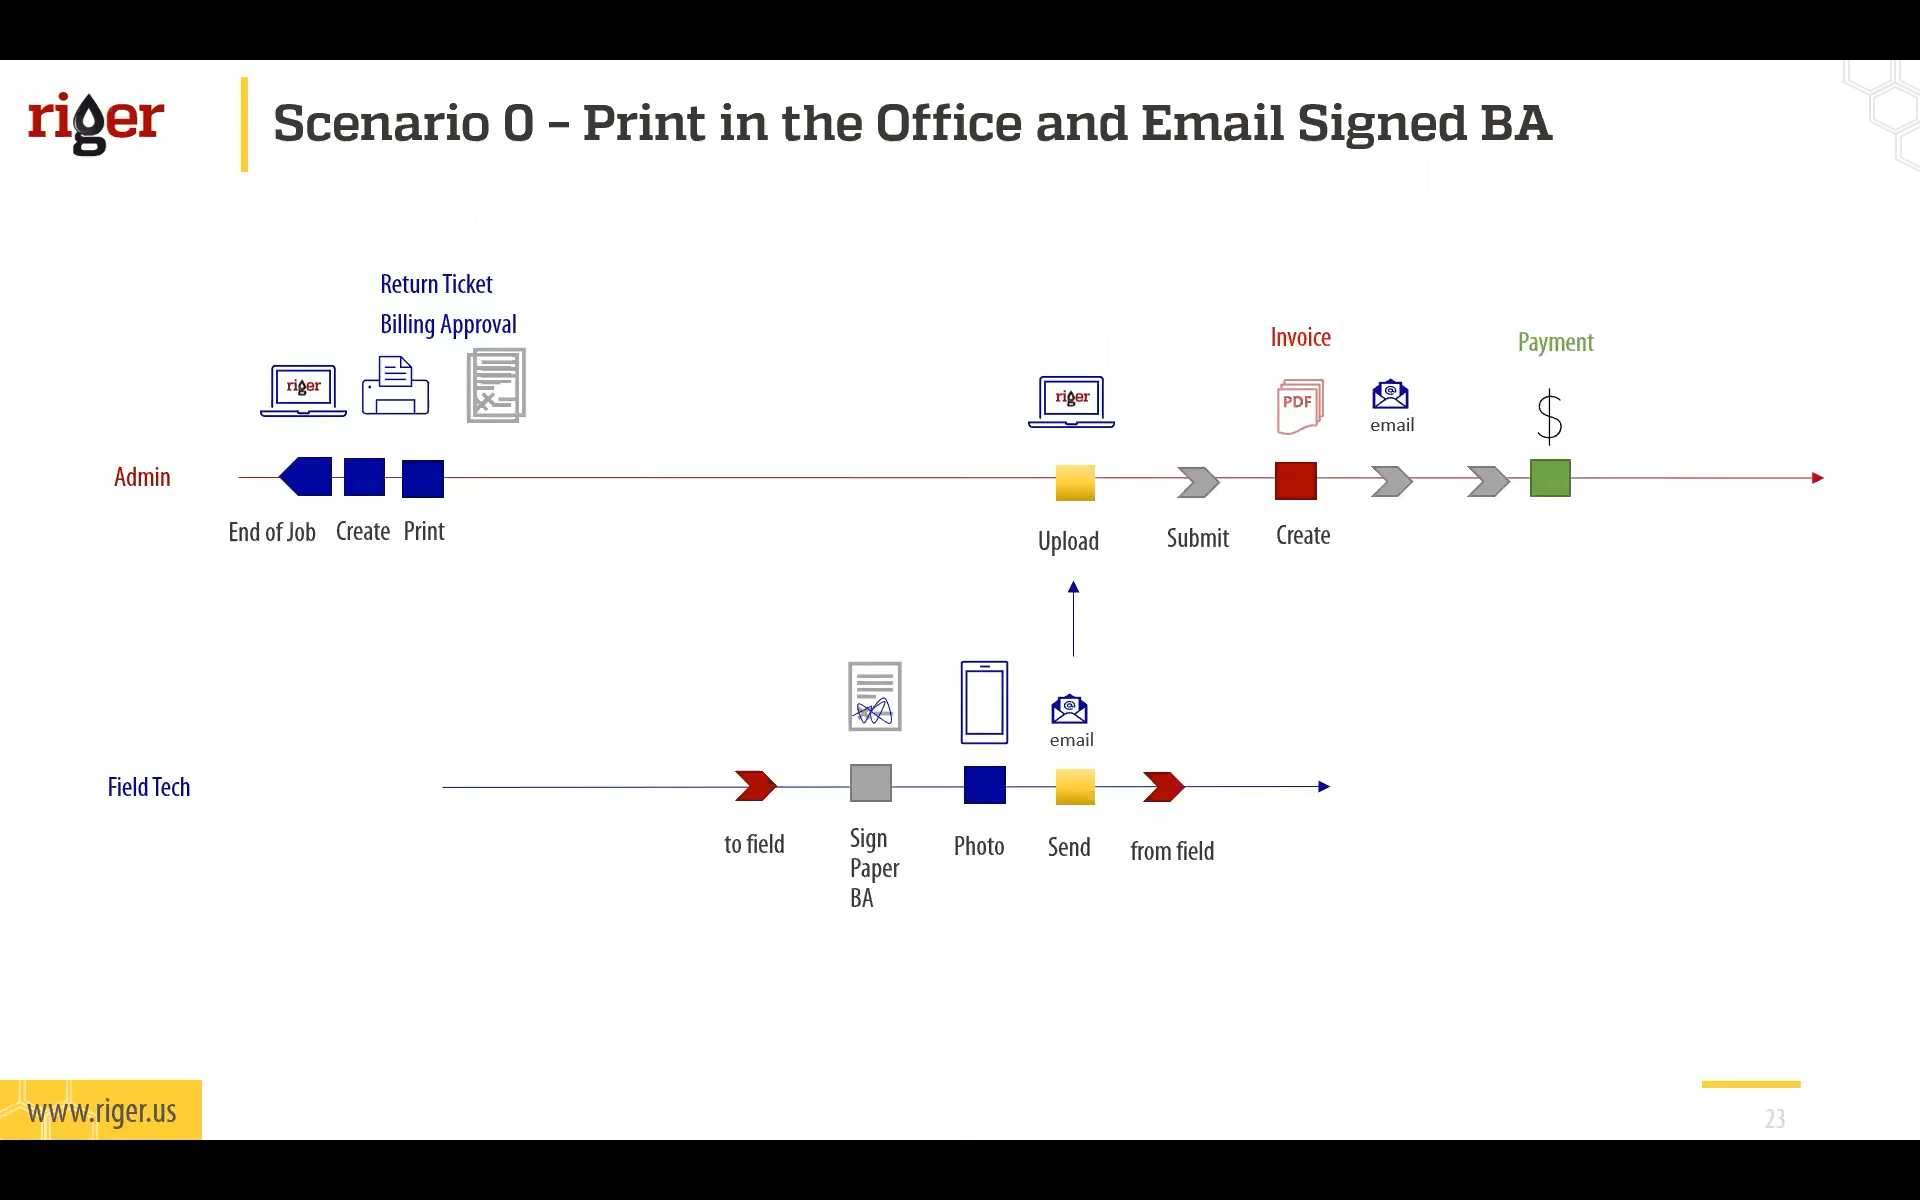 riger
Scenario 0 – Print in the Office and Email Signed BA
Return Ticket
Billing Approval
riger
riger
Invoice
PDF
email
Payment
$
Admin
End of Job
Create
Print
Upload
Submit
Create
email
Field Tech
to field
Sign
Paper
BA
Photo
Send
from field
www.riger.us
23